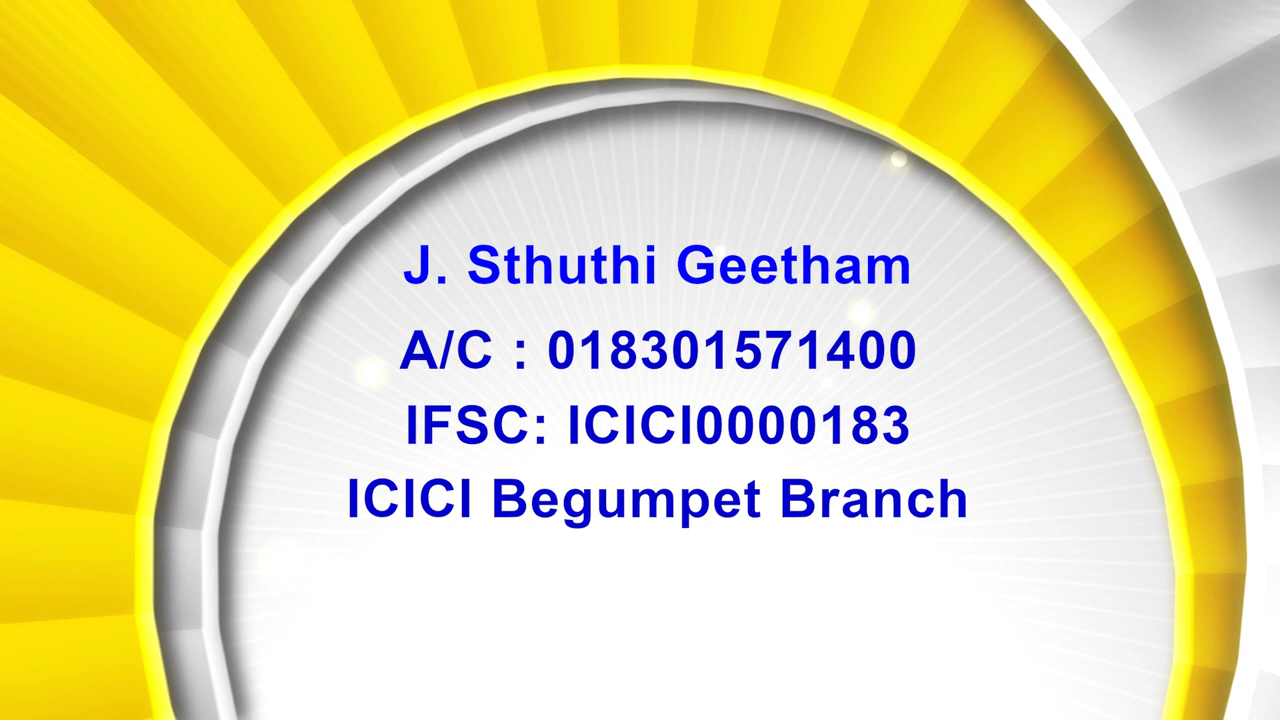 J. Sthuthi Geetham
A/C : 018301571400
IFSC: ICICI0000183
ICICI Begumpet Branch